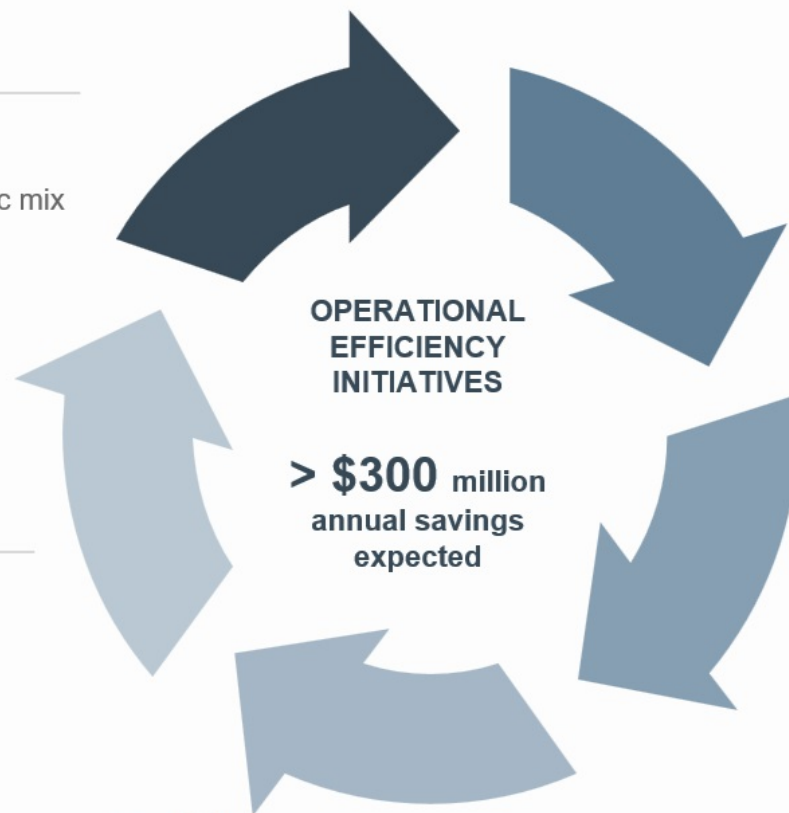 c mix
OPERATIONAL
EFFICIENCY
INITIATIVES
> $300 million
annual savings
expected